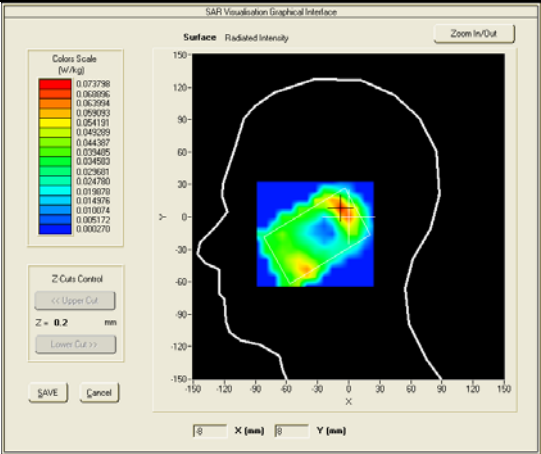 SAR Visualisation Graphical Interface
Surface Radiated Intensity
Zoom In/Out
Colors Scale
(W/kg)
0.073798
0.068896
0.063994
0.059093
0.054191
0.049289
0.044387
0.039485
0.034583
0.029681
0.024780
0.019878
0.014976
0.010074
0.005172
0.000270
150
120
90
60
30
0
-30
-60
-90
-120
-150
Y
-150 -120 -90 -60 -30 0 30 60 90 120 150
X
Z-Cuts Control
<< Upper Cut
Z = 0.2 mm
Lower Cut >>
SAVE Cancel
-8 X (mm) 8 Y (mm)